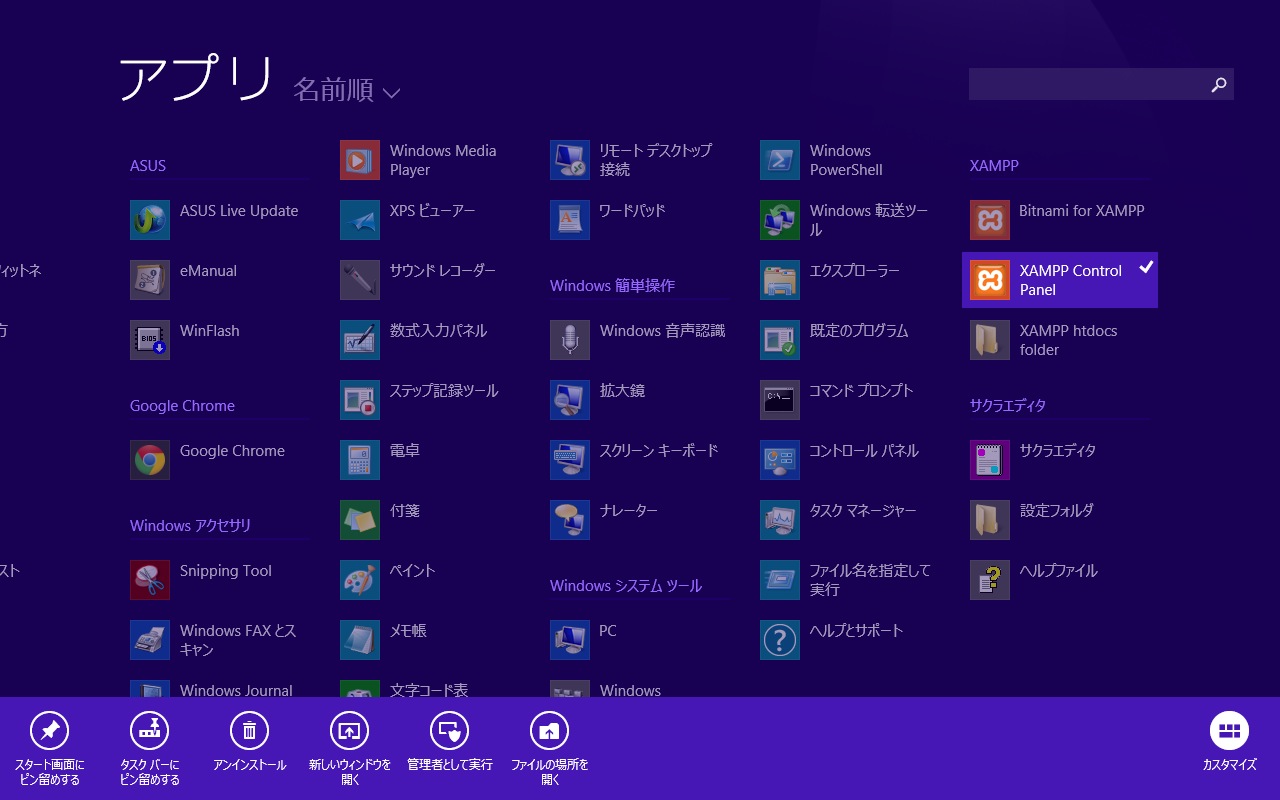 アプリ 名前順
ィットネ
方
スト
ASUS
ASUS Live Update
eManual
WinFlash
Google Chrome
Google Chrome
Windows アクセサリ
Snipping Tool
Windows FAX とス
キャン
Windows Journal
Windows Media
Player
XPS ビューアー
サウンド レコーダー
数式入力パネル
ステップ記録ツール
電卓
付箋
ペイント
メモ帳
文字コード表
リモート デスクトップ
接続
ワードパッド
Windows 簡単操作
Windows 音声認識
拡大鏡
スクリーン キーボード
ナレーター
Windows システム ツール
PC
Windows
Windows
PowerShell
Windows 転送ツー
ル
エクスプローラー
既定のプログラム
コマンド プロンプト
コントロール パネル
タスク マネージャー
ファイル名を指定して
実行
ヘルプとサポート
XAMPP
Bitnami for XAMPP
XAMPP Control
Panel
XAMPP htdocs
folder
サクラエディタ
サクラエディタ
設定フォルダ
ヘルプファイル
スタート画面に
ピン留めする
タスク バーに
ピン留めする
アンインストール
新しいウィンドウを
開く
管理者として実行
ファイルの場所を
開く
カスタマイズ